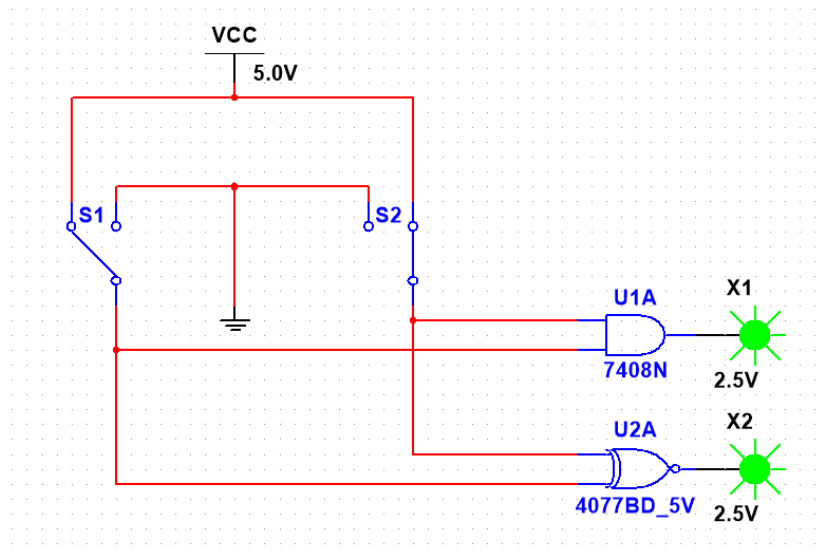 VCC
5.0V
S1
S2
U1A
7408N
X1
2.5V
U2A
4077BD_5V
X2
2.5V